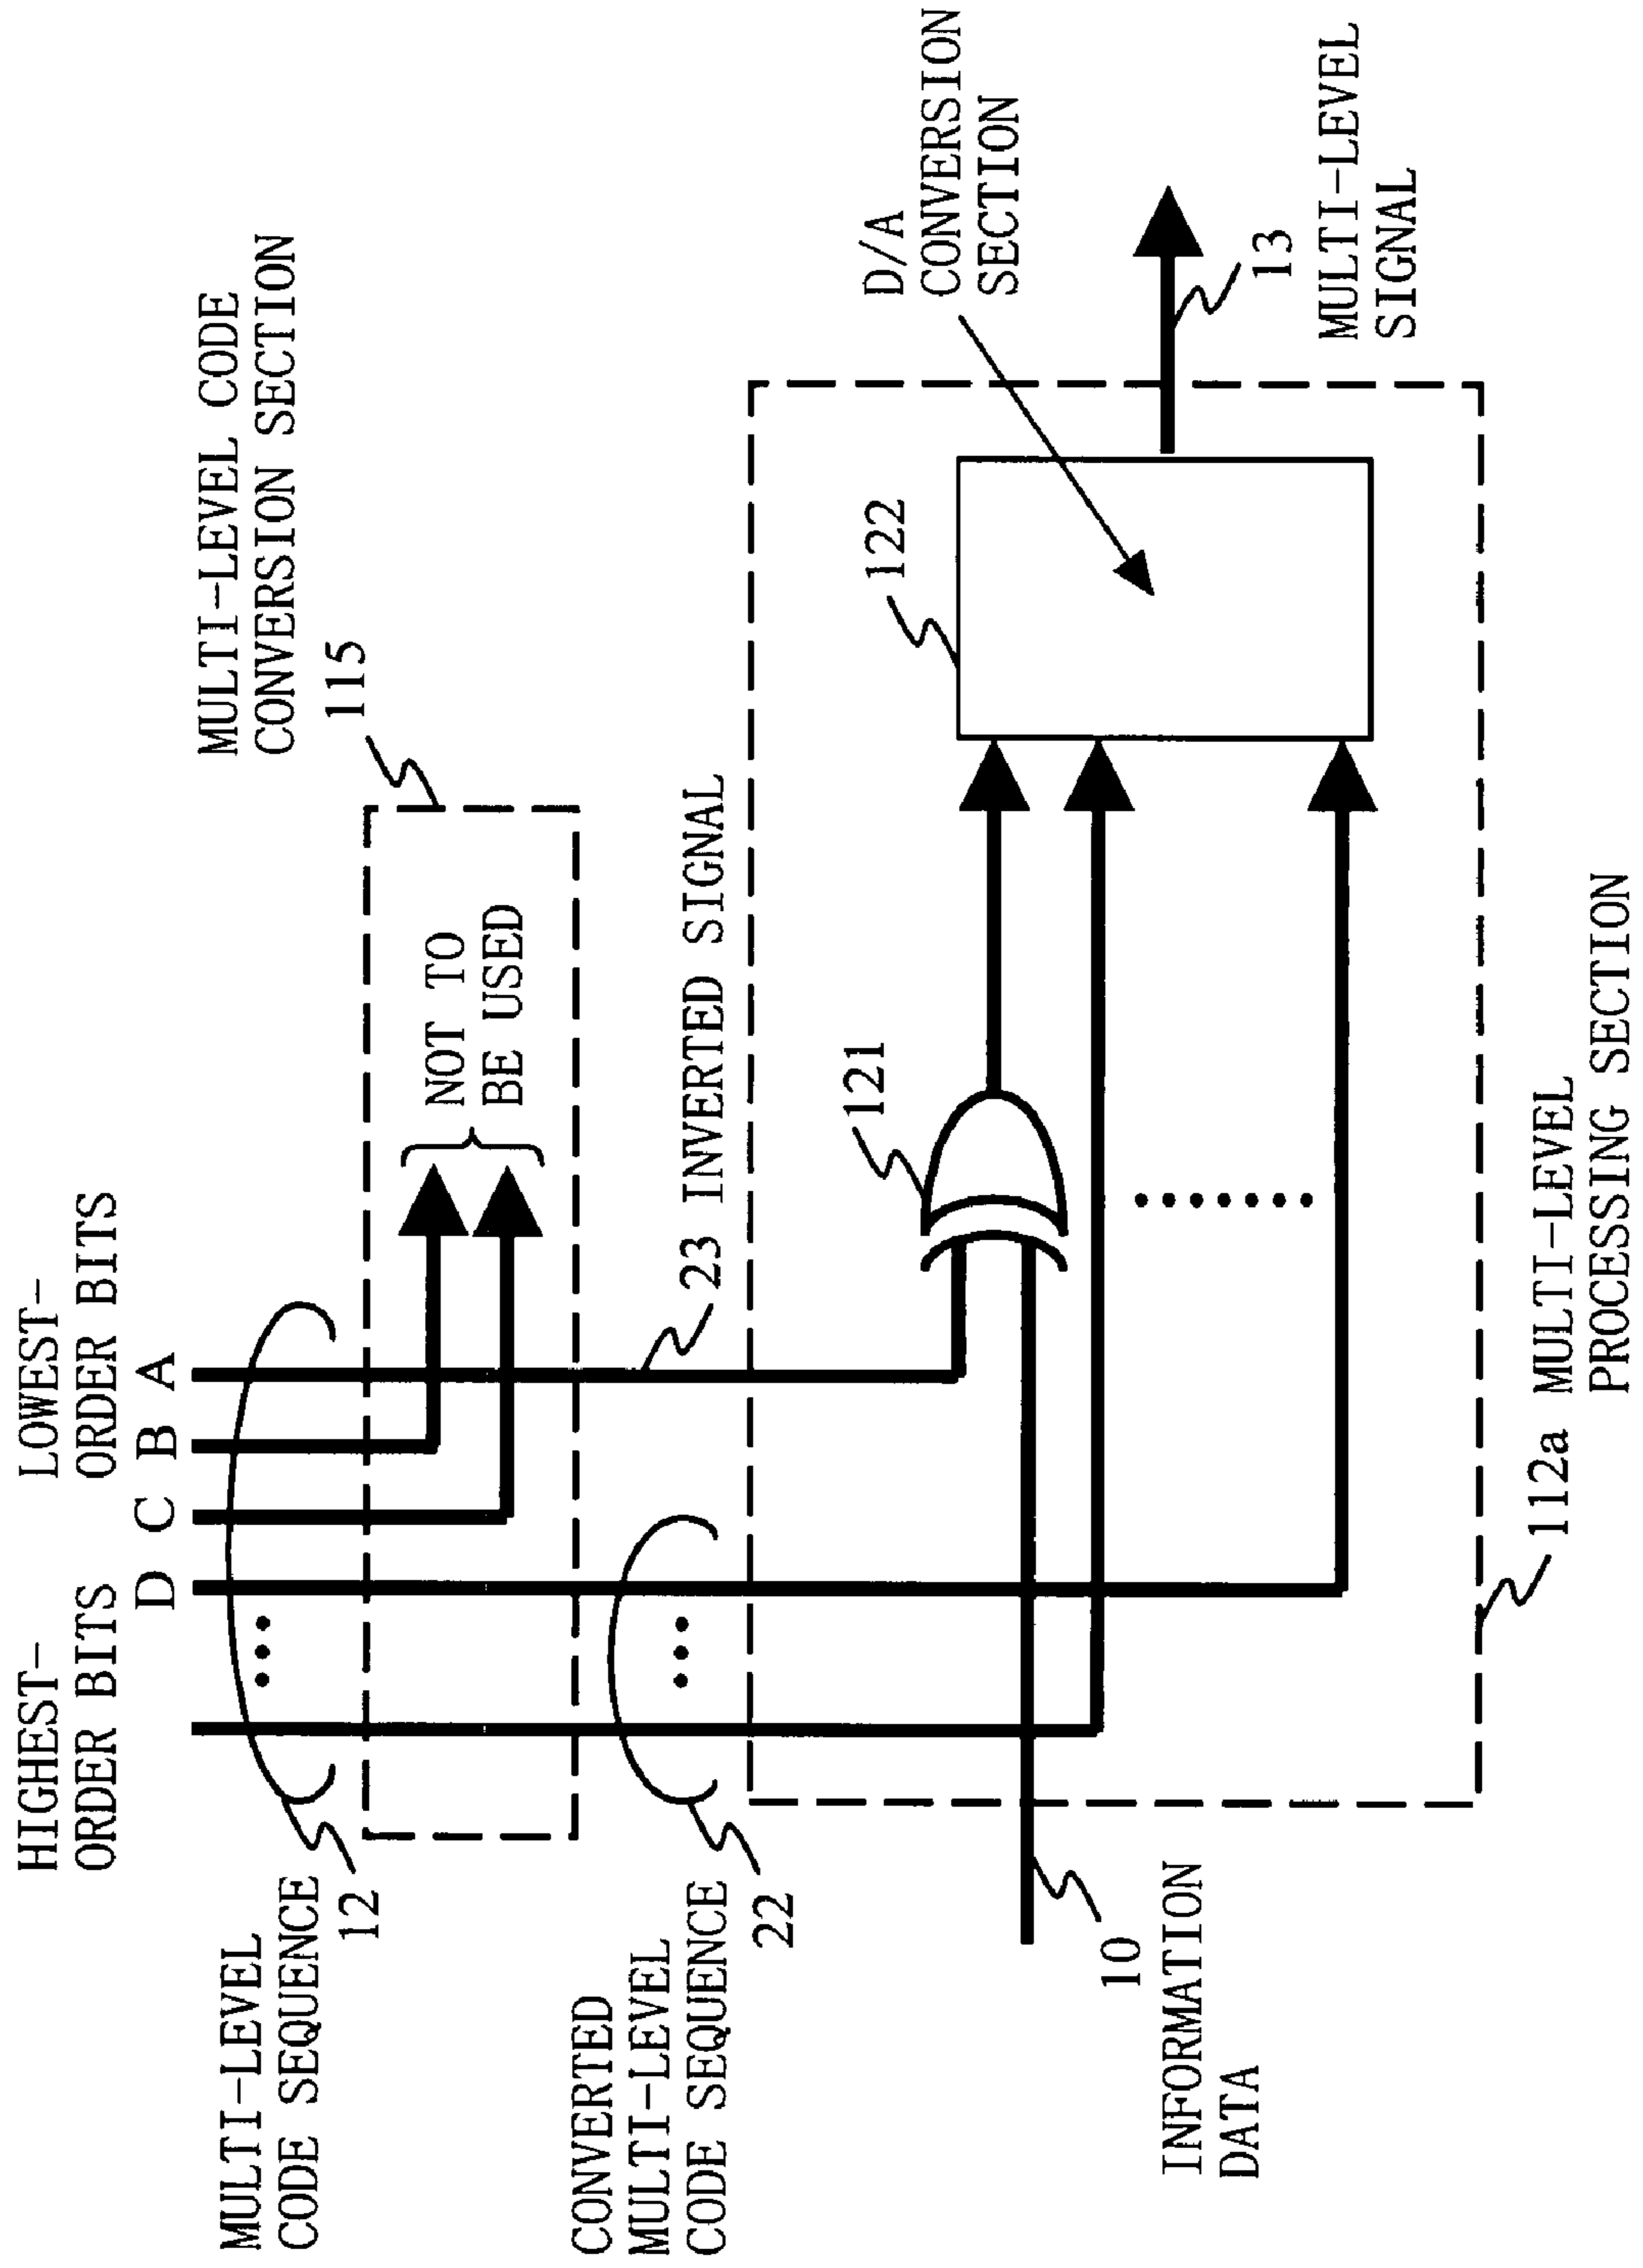 HIGHEST-
ORDER BITS
LOWEST-
ORDER BITS
D
C
B
A
MULTI-LEVEL
CODE SEQUENCE
12
MULTI-LEVEL CODE
CONVERSION SECTION
115
NOT TO
BE USED
CONVERTED
MULTI-LEVEL
CODE SEQUENCE
22
23 INVERTED SIGNAL
121
122
D/A
CONVERSION
SECTION
10
INFORMATION
DATA
13
MULTI-LEVEL
SIGNAL
112a MULTI-LEVEL
PROCESSING SECTION